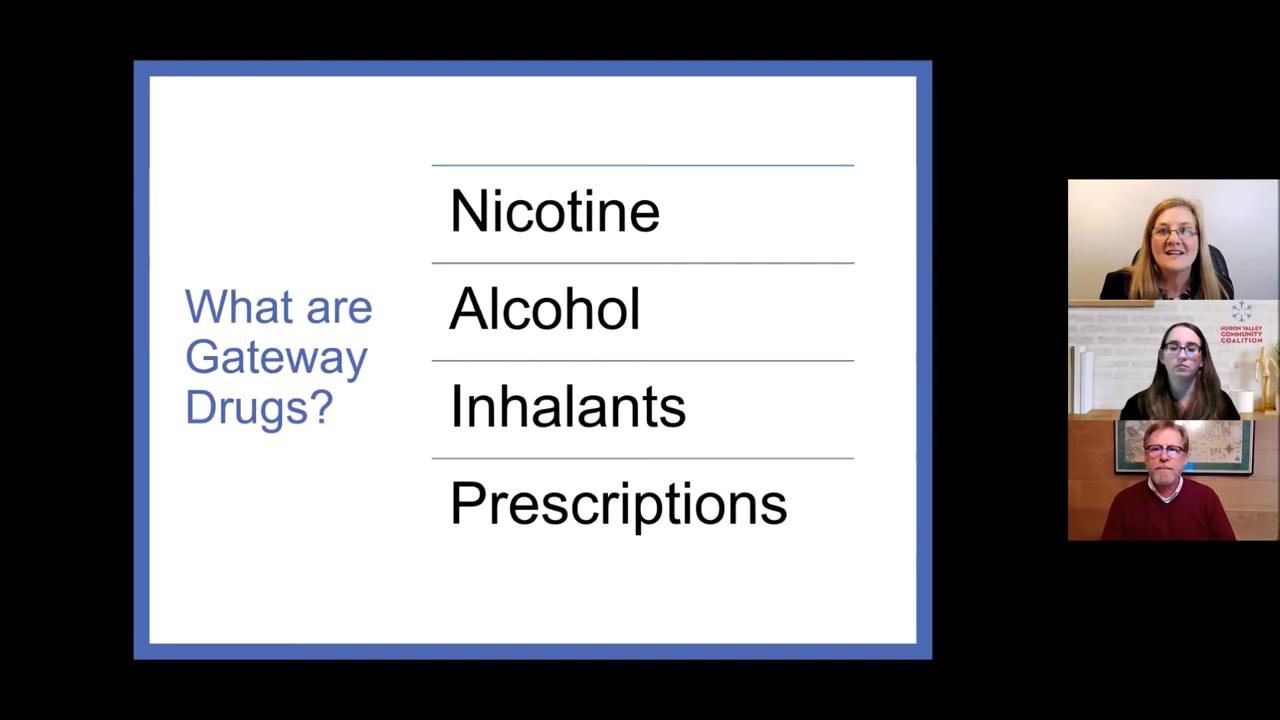 What are
Gateway
Drugs?
Nicotine
Alcohol
Inhalants
Prescriptions
HURON VALLEY
COMMUNITY
COALITION